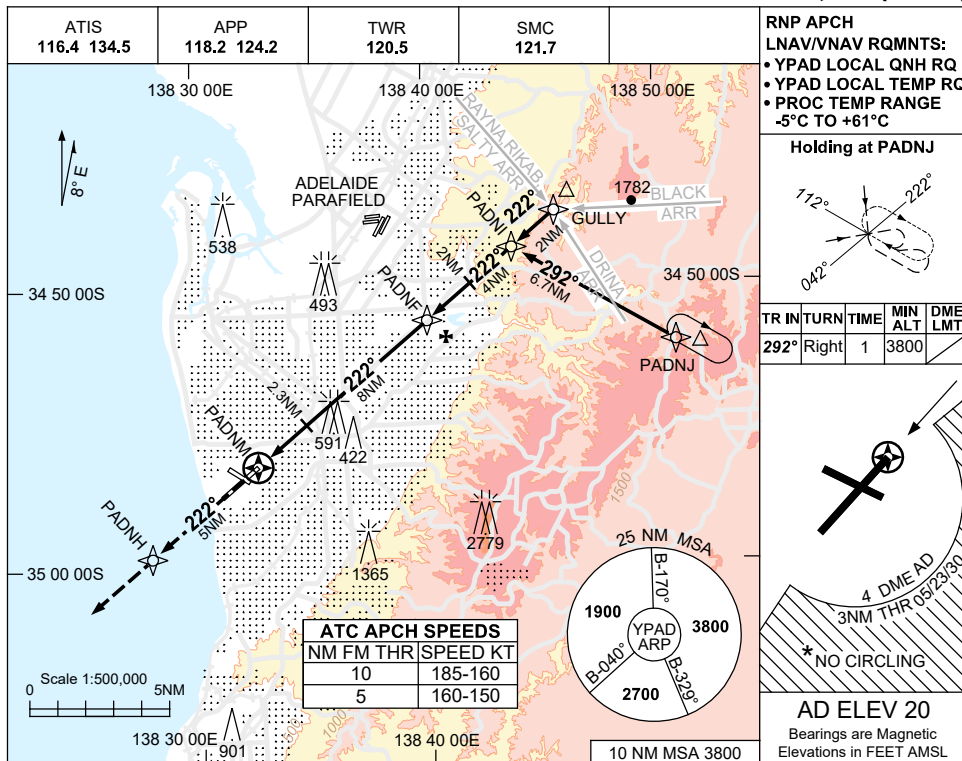 ATIS
116.4 134.5
APP
118.2 124.2
TWR
120.5
SMC
121.7
RNP APCH
LNAV/VNAV RQMNTS:
• YPAD LOCAL QNH RQ
• YPAD LOCAL TEMP RQ
• PROC TEMP RANGE
-5°C TO +61°C
138 30 00E
138 40 00E
138 50 00E
8° E
RAYNA.RIKAB.
SALTY ARR
ADELAIDE
PARAFIELD
538
493
1782
BLACK
ARR
GULLY
222°
2NM
PADNI
2NM
222°
4NM
292°
6.7NM
DRINA
ARR
34 50 00S
34 50 00S
PADNF
PADNJ
222°
8NM
2.3NM
591
422
PADNM
222°
5NM
PADNH
1500
2779
1365
35 00 00S
25 NM MSA
B-170°
1900
3800
YPAD
ARP
B-040°
B-329°
2700
ATC APCH SPEEDS
NM FM THR SPEED KT
10 185-160
5 160-150
Scale 1:500,000
0 5NM
500
1000
901
138 30 00E
138 40 00E
10 NM MSA 3800
Holding at PADNJ
112°
222°
042°
TR IN TURN TIME MIN ALT DME LMT
292° Right 1 3800
4 DME AD
3NM THR 05/23/30
*NO CIRCLING
AD ELEV 20
Bearings are Magnetic
Elevations in FEET AMSL